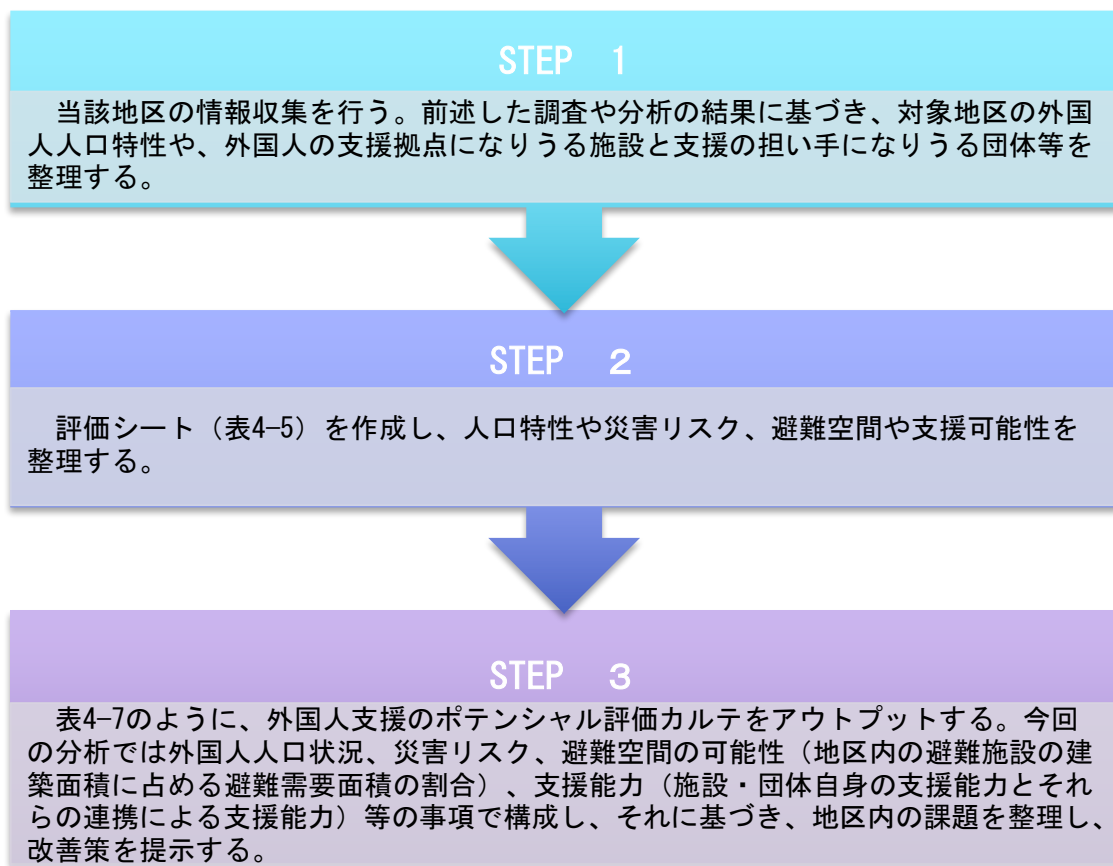 STEP　1
　当該地区の情報収集を行う。前述した調査や分析の結果に基づき、対象地区の外国
人人口特性や、外国人の支援拠点になりうる施設と支援の担い手になりうる団体等を
整理する。
STEP　２
　評価シート（表4-5）を作成し、人口特性や災害リスク、避難空間や支援可能性を
整理する。
STEP　３
　表4-7のように、外国人支援のポテンシャル評価カルテをアウトプットする。今回
の分析では外国人人口状況、災害リスク、避難空間の可能性（地区内の避難施設の建
築面積に占める避難需要面積の割合）、支援能力（施設・団体自身の支援能力とそれ
らの連携による支援能力）等の事項で構成し、それに基づき、地区内の課題を整理し、
改善策を提示する。